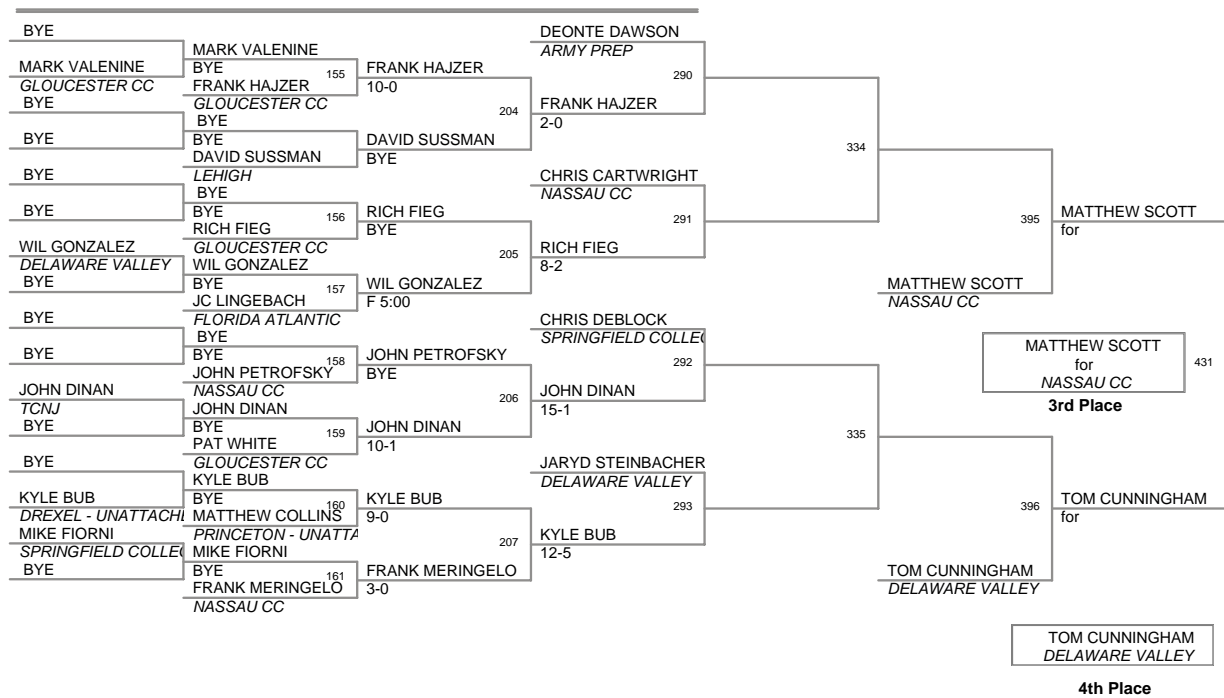 BYE
MARK VALENINE
GLOUCESTER CC
BYE
BYE
BYE
BYE
WIL GONZALEZ
DELAWARE VALLEY
BYE
BYE
BYE
JOHN DINAN
TCNJ
BYE
BYE
KYLE BUB
DREXEL - UNATTACHE
MIKE FIORNI
SPRINGFIELD COLLEG
BYE
MARK VALENINE
BYE
155
FRANK HAJZER
GLOUCESTER CC
BYE
BYE
DAVID SUSSMAN
LEHIGH
BYE
BYE
156
RICH FIEG
GLOUCESTER CC
WIL GONZALEZ
BYE
157
JC LINGEBACH
FLORIDA ATLANTIC
BYE
BYE
158
JOHN PETROFSKY
NASSAU CC
JOHN DINAN
BYE
159
PAT WHITE
GLOUCESTER CC
KYLE BUB
BYE
160
MATTHEW COLLINS
PRINCETON - UNATTA
MIKE FIORNI
BYE
161
FRANK MERINGELO
NASSAU CC
FRANK HAJZER
10-0
204
DAVID SUSSMAN
BYE
RICH FIEG
BYE
205
WIL GONZALEZ
F 5:00
JOHN PETROFSKY
BYE
206
JOHN DINAN
10-1
KYLE BUB
9-0
207
FRANK MERINGELO
3-0
DEONTE DAWSON
ARMY PREP
290
FRANK HAJZER
2-0
CHRIS CARTWRIGHT
NASSAU CC
291
RICH FIEG
8-2
CHRIS DEBLOCK
SPRINGFIELD COLLEG
292
JOHN DINAN
15-1
JARYD STEINBACHER
DELAWARE VALLEY
293
KYLE BUB
12-5
334
335
395
MATTHEW SCOTT
NASSAU CC
396
TOM CUNNINGHAM
DELAWARE VALLEY
MATTHEW SCOTT
for
MATTHEW SCOTT
for
NASSAU CC
431
3rd Place
TOM CUNNINGHAM
for
TOM CUNNINGHAM
DELAWARE VALLEY
4th Place